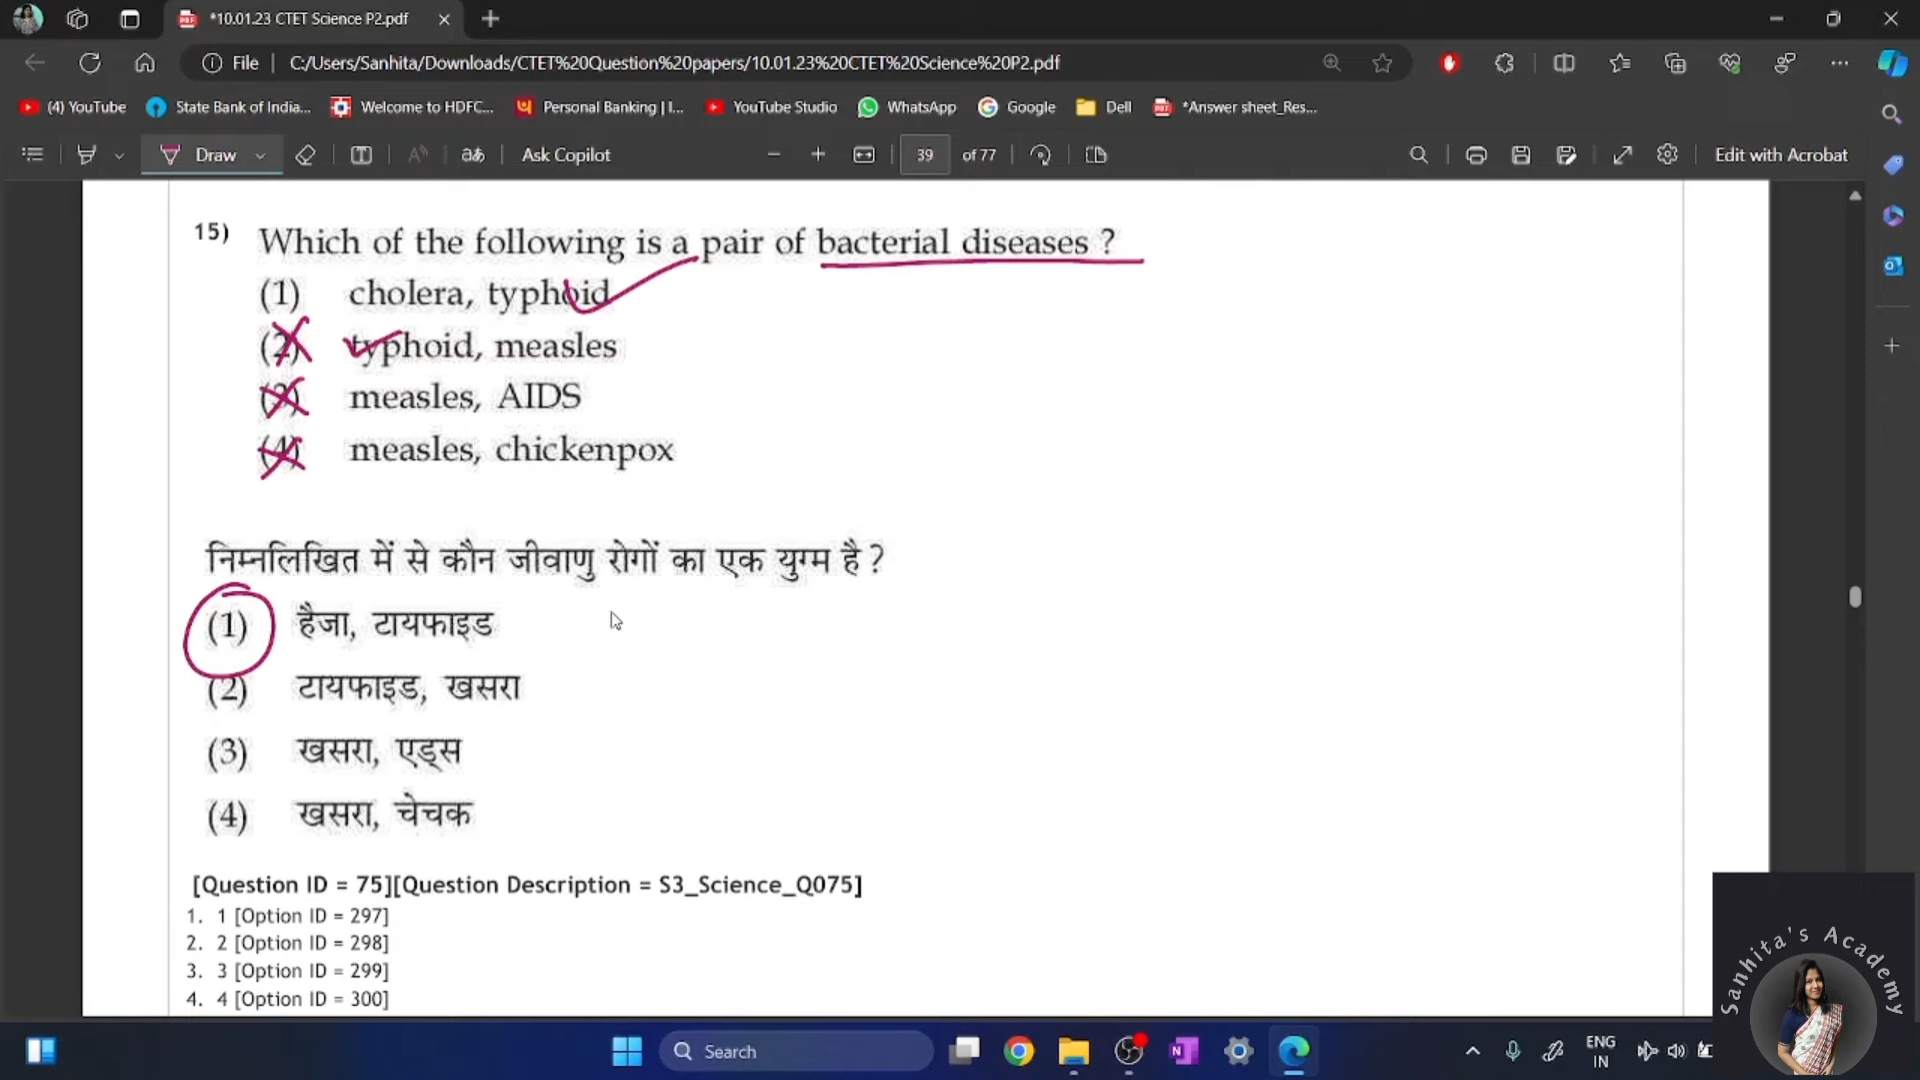 *10.01.23 CTET Science P2.pdf
File C:/Users/Sanhita/Downloads/CTET%20Question%20papers/10.01.23%20CTET%20Science%20P2.pdf
(4) YouTube State Bank of India... Welcome to HDFC... Personal Banking | I... YouTube Studio WhatsApp Google Dell *Answer sheet_Res...
Draw Ask Copilot 39 of 77 Edit with Acrobat
15) Which of the following is a pair of bacterial diseases ?
(1) cholera, typhoid
(2) typhoid, measles
(3) measles, AIDS
(4) measles, chickenpox
निम्नलिखित में से कौन जीवाणु रोगों का एक युग्म है ?
(1) हैजा, टायफाइड
(2) टायफाइड, खसरा
(3) खसरा, एड्स
(4) खसरा, चेचक
[Question ID = 75][Question Description = S3_Science_Q075]
1. 1 [Option ID = 297]
2. 2 [Option ID = 298]
3. 3 [Option ID = 299]
4. 4 [Option ID = 300]
Sanhita's Academy
Search
ENG
IN